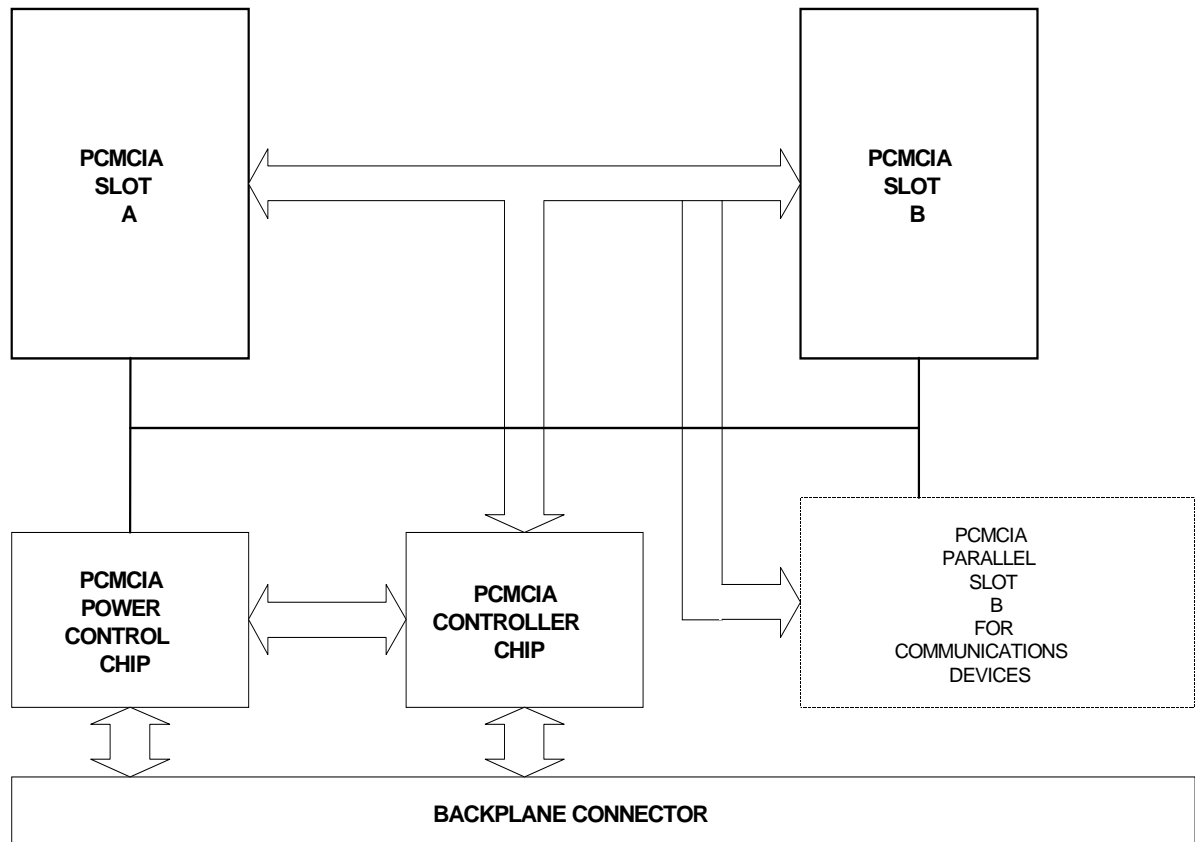 PCMCIA
SLOT
A
PCMCIA
SLOT
B
PCMCIA
POWER
CONTROL
CHIP
PCMCIA
CONTROLLER
CHIP
PCMCIA
PARALLEL
SLOT
B
FOR
COMMUNICATIONS
DEVICES
BACKPLANE CONNECTOR